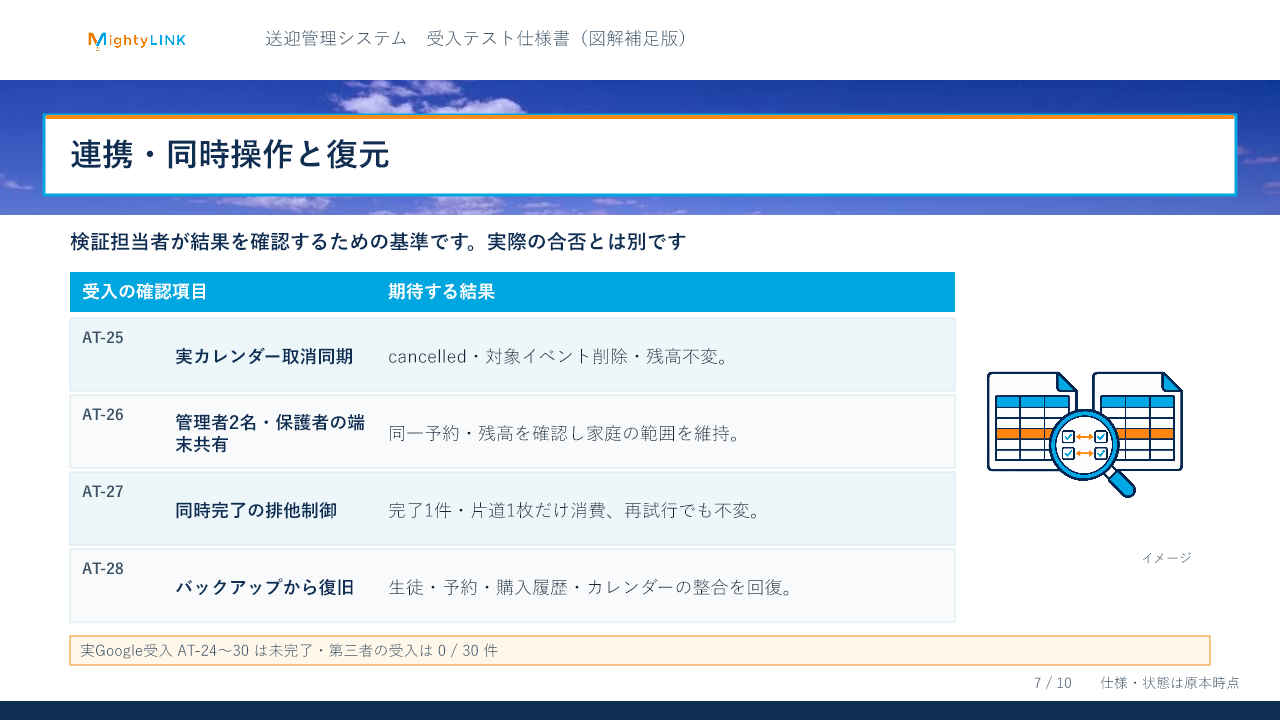 MightyLINK
送迎管理システム　受入テスト仕様書（図解補足版）
連携・同時操作と復元
検証担当者が結果を確認するための基準です。実際の合否とは別です
受入の確認項目　期待する結果
AT-25
実カレンダー取消同期　cancelled・対象イベント削除・残高不変。
AT-26
管理者2名・保護者の端
末共有
同一予約・残高を確認し家庭の範囲を維持。
AT-27
同時完了の排他制御　完了1件・片道1枚だけ消費、再試行でも不変。
AT-28
バックアップから復旧　生徒・予約・購入履歴・カレンダーの整合を回復。
イメージ
実Google受入 AT-24～30 は未完了・第三者の受入は 0 / 30 件
7 / 10　仕様・状態は原本時点